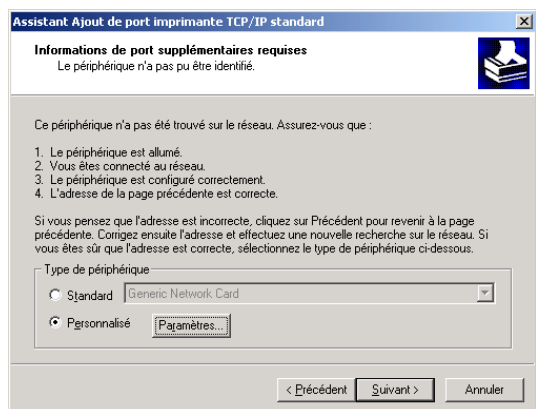 Assistant Ajout de port imprimante TCP/IP standard
Informations de port supplémentaires requises
Le périphérique n'a pas pu être identifié.
Ce périphérique n'a pas été trouvé sur le réseau. Assurez-vous que :
1. Le périphérique est allumé.
2. Vous êtes connecté au réseau.
3. Le périphérique est configuré correctement.
4. L'adresse de la page précédente est correcte.
Si vous pensez que l'adresse est incorrecte, cliquez sur Précédent pour revenir à la page
précédente. Corrigez ensuite l'adresse et effectuez une nouvelle recherche sur le réseau. Si
vous êtes sûr que l'adresse est correcte, sélectionnez le type de périphérique ci-dessous.
Type de périphérique
Standard Generic Network Card
Personnalisé Paramètres...
< Précédent Suivant > Annuler